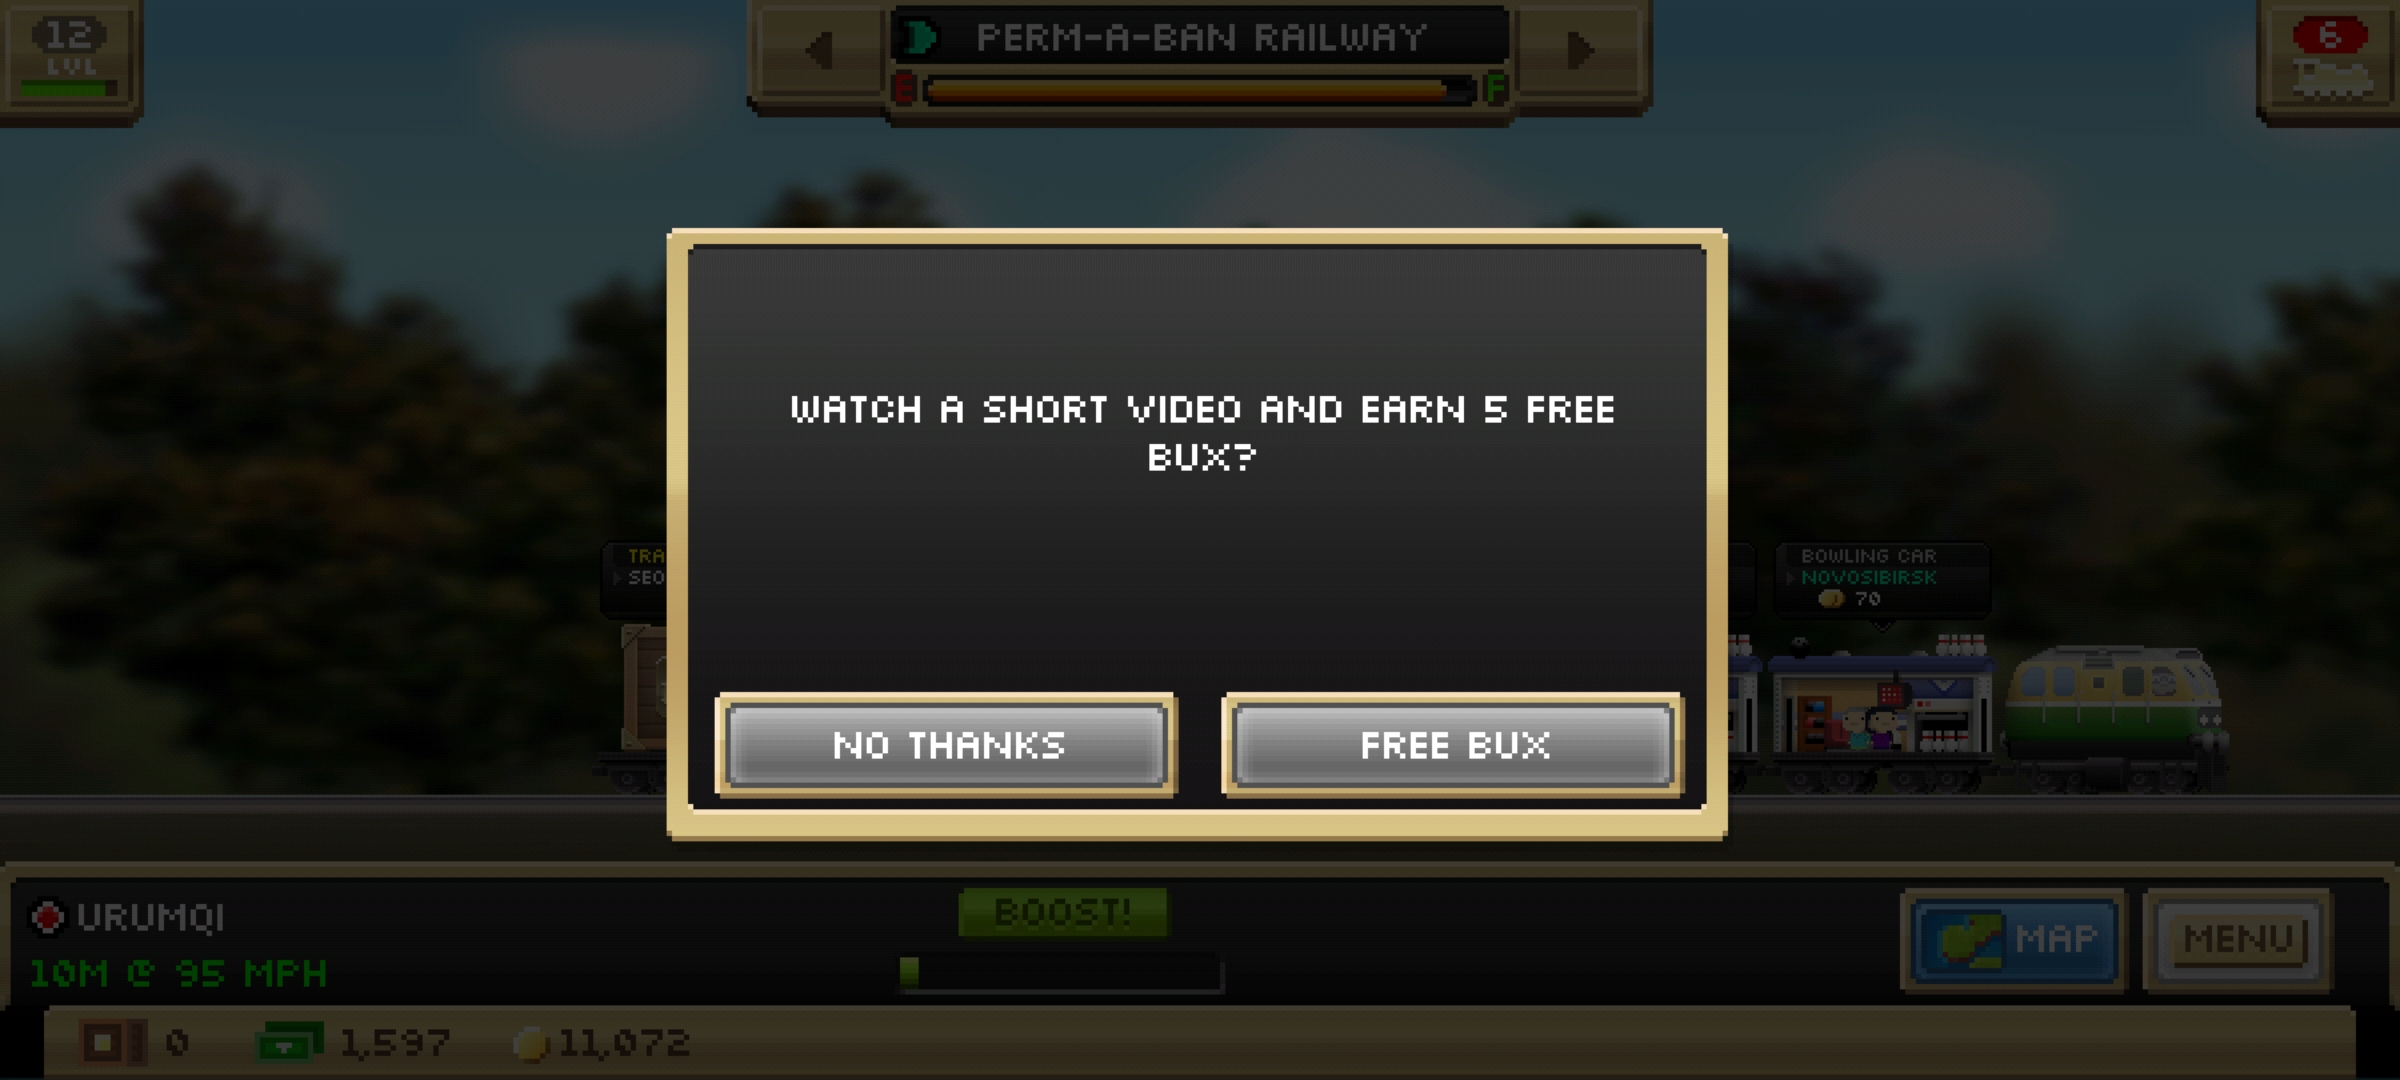 12
LVL
PERM-A-BAN RAILWAY
E F
6
WATCH A SHORT VIDEO AND EARN 5 FREE
BUX?
NO THANKS
FREE BUX
TRA
SEO
BOWLING CAR
NOVOSIBIRSK
70
URUMQI
10M @ 95 MPH
BOOST!
MAP
MENU
0
1,597
11,072